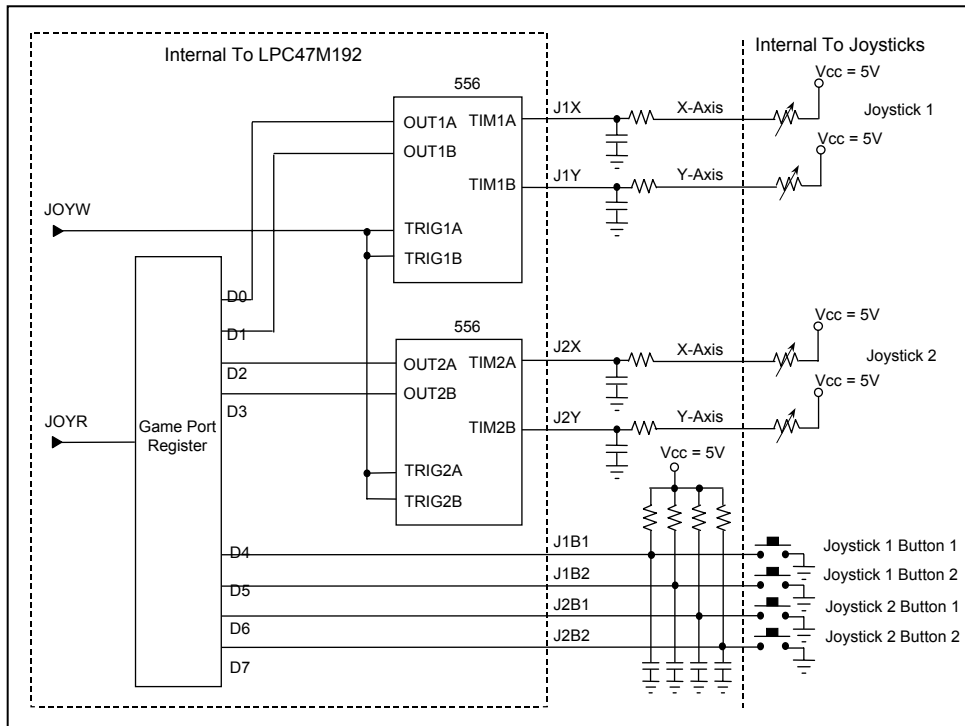 Internal To LPC47M192
Internal To Joysticks
Vcc = 5V
556
J1X
X-Axis
Joystick 1
OUT1A
TIM1A
OUT1B
Vcc = 5V
TIM1B
J1Y
Y-Axis
JOYW
TRIG1A
TRIG1B
D0
D1
556
Vcc = 5V
J2X
X-Axis
Joystick 2
D2
OUT2A
TIM2A
OUT2B
Vcc = 5V
D3
JOYR
Game Port
Register
TIM2B
J2Y
Y-Axis
Vcc = 5V
TRIG2A
TRIG2B
D4
J1B1
Joystick 1 Button 1
D5
J1B2
Joystick 1 Button 2
D6
J2B1
Joystick 2 Button 1
D7
J2B2
Joystick 2 Button 2